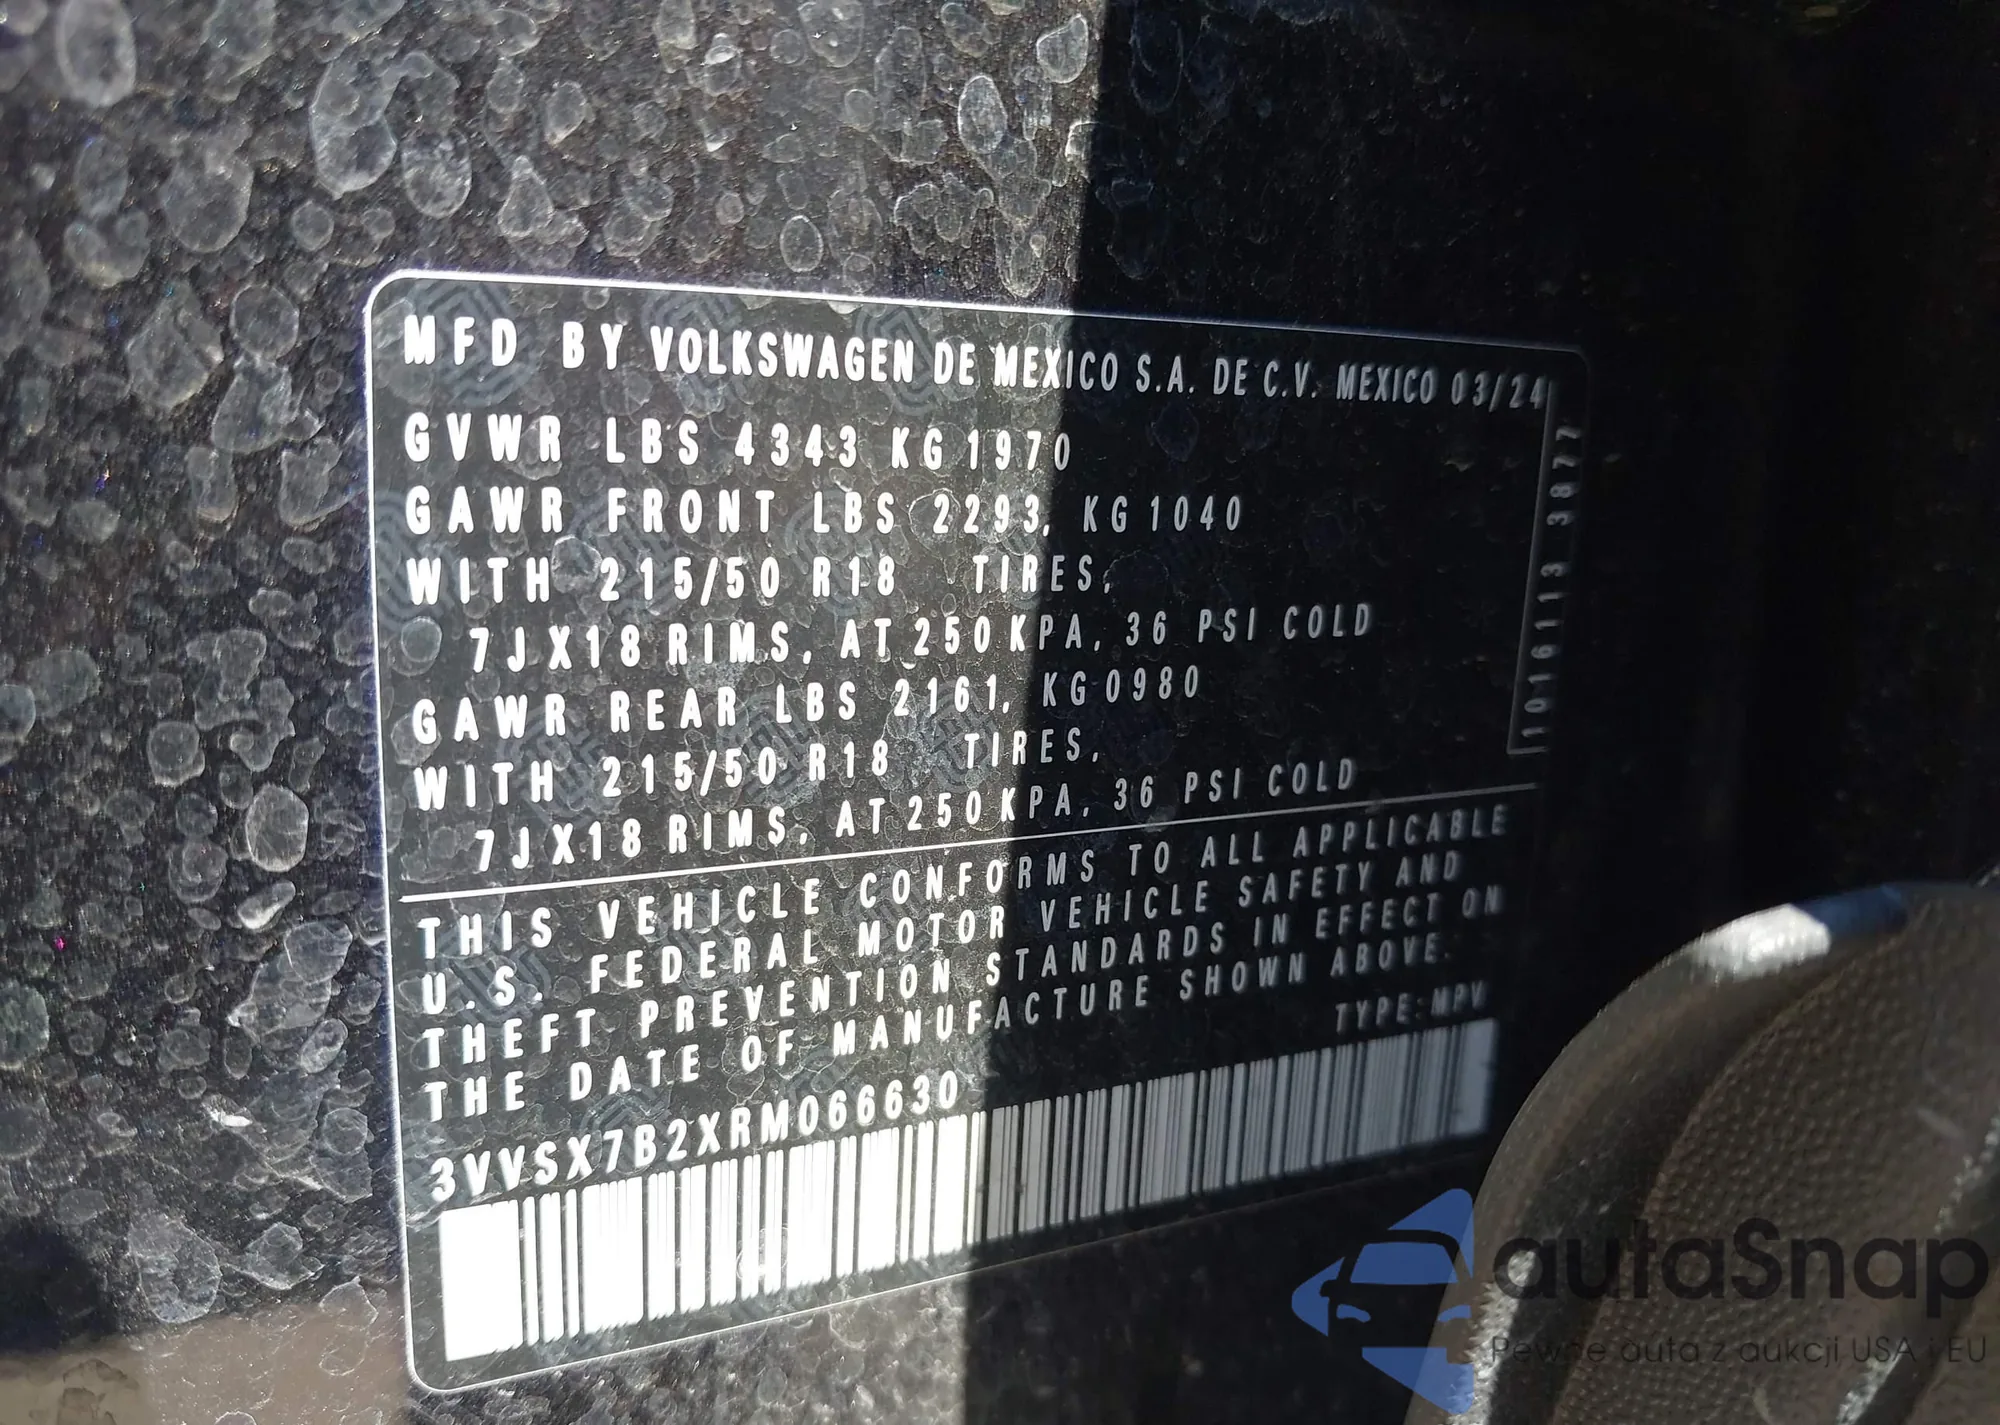 MFD BY VOLKSWAGEN DE MEXICO S.A. DE C.V. MEXICO 03/24
GVWR LBS 4343 KG 1970
GAWR FRONT LBS 2293, KG 1040
WITH 215/50 R18 TIRES,
7JX18 RIMS, AT 250 KPA, 36 PSI COLD
GAWR REAR LBS 2161, KG 0980
WITH 215/50 R18 TIRES,
7JX18 RIMS, AT 250 KPA, 36 PSI COLD
1016113 3877
THIS VEHICLE CONFORMS TO ALL APPLICABLE
U.S. FEDERAL MOTOR VEHICLE SAFETY AND
THEFT PREVENTION STANDARDS IN EFFECT ON
THE DATE OF MANUFACTURE SHOWN ABOVE.
TYPE: MPV
3VVSX7B2XRM066630
autaSnap
Pewne auta z aukcji USA i EU